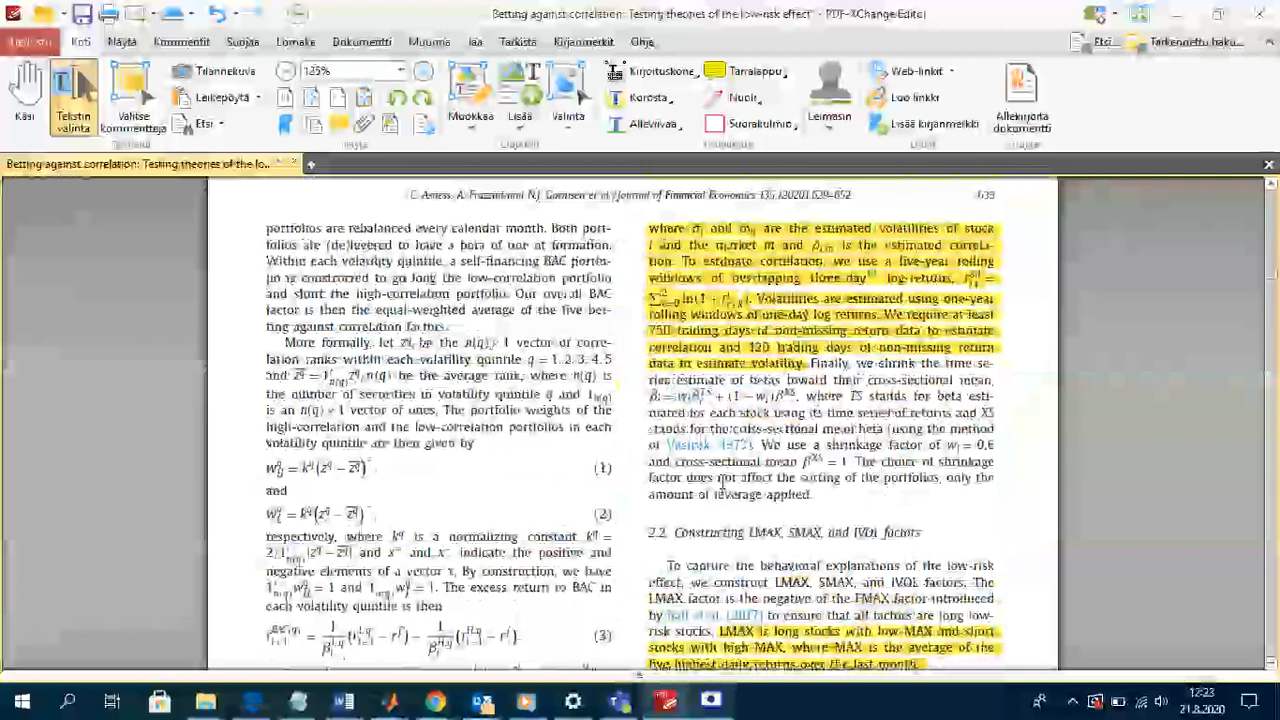 "Betting against correlation: Testing theories of the low-risk effect" - PDF-XChange Editor
Tiedosto Koti Näytä Kommentit Suojaa Lomake Dokumentti Muunna Jaa Tarkista Kirjanmerkit Ohje
Etsi... Tarkennettu haku...
Käsi
Tekstin valinta
Valitse kommentteja
Tilannekuva
Leikepöytä
Etsi
125%
Muokkaa
Lisää
Valinta
Kirjoituskone
Korosta
Alleviivaa
Tarralappu
Nuoli
Suorakulmio
Leimasin
Web-linkit
Luo linkki
Lisää kirjanmerkki
Allekirjoita dokumentti
Betting against correlation: Testing theories of the lo..
C. Asness, A. Frazzini and N.J. Gormsen et al./Journal of Financial Economics 135 (2020) 629–652
portfolios are rebalanced every calendar month. Both port-
folios are (de)levered to have a beta of one at formation.
Within each volatility quintile, a self-financing BAC portfo-
lio is constructed to go long the low-correlation portfolio
and short the high-correlation portfolio. Our overall BAC
factor is then the equal-weighted average of the five bet-
ting against correlation factors.
More formally, let z^q be the n(q) × 1 vector of corre-
lation ranks within each volatility quintile q = 1, 2, 3, 4, 5
and be the average rank, where n(q) is
the number of securities in volatility quintile q and 1_n(q)
is an n(q) × 1 vector of ones. The portfolio weights of the
high-correlation and the low-correlation portfolios in each
volatility quintile are then given by
(1)
and
(2)
respectively, where k^q is a normalizing constant k^q =
and x^+ and x^- indicate the positive and
negative elements of a vector x. By construction, we have
The excess return to BAC in
each volatility quintile is then
(3)
where σ_i and σ_m are the estimated volatilities of stock
i and the market m and is the estimated correla-
tion. To estimate correlation, we use a five-year rolling
windows of overlapping three-day log-returns,
Volatilities are estimated using one-year
rolling windows of one-day log returns. We require at least
750 trading days of non-missing return data to estimate
correlation and 120 trading days of non-missing return
data to estimate volatility. Finally, we shrink the time se-
ries estimate of betas toward their cross-sectional mean,
where TS stands for beta esti-
mated for each stock using its time series of returns and XS
stands for the cross-sectional mean beta (using the method
of Vasicek 1973). We use a shrinkage factor of w_i = 0.6
and cross-sectional mean β^XS = 1. The choice of shrinkage
factor does not affect the sorting of the portfolios, only the
amount of leverage applied.
2.2. Constructing LMAX, SMAX, and IVOL factors
To capture the behavioral explanations of the low-risk
effect, we construct LMAX, SMAX, and IVOL factors. The
LMAX factor is the negative of the FMAX factor introduced
by Bali et al. (2017) to ensure that all factors are long low-
risk stocks. LMAX is long stocks with low-MAX and short
stocks with high MAX, where MAX is the average of the
five highest daily returns over the last month.
12:23
21.8.2020